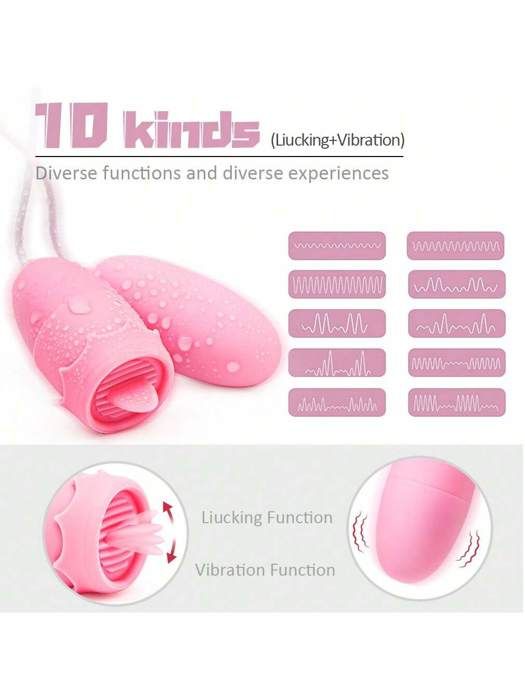 10 kinds (Liucking+Vibration)
Diverse functions and diverse experiences
Liucking Function
Vibration Function